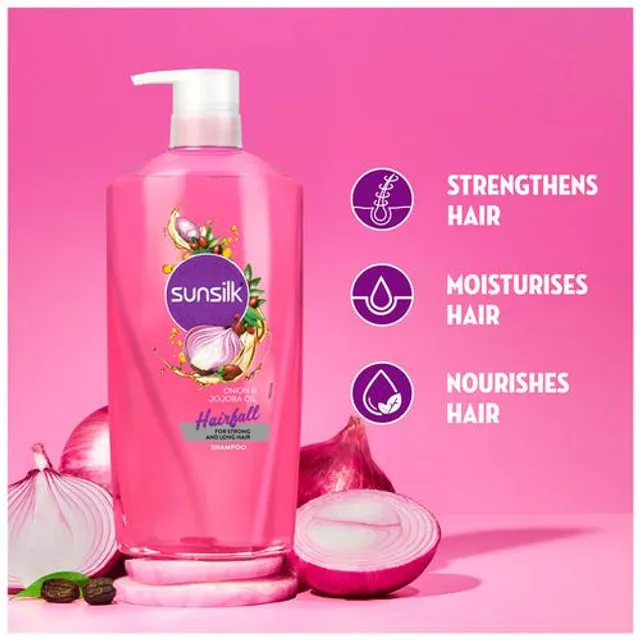 sunsilk
ONION &
JOJOBA OIL
Hairfall
FOR STRONG
AND LONG HAIR
SHAMPOO
STRENGTHENS
HAIR
MOISTURISES
HAIR
NOURISHES
HAIR